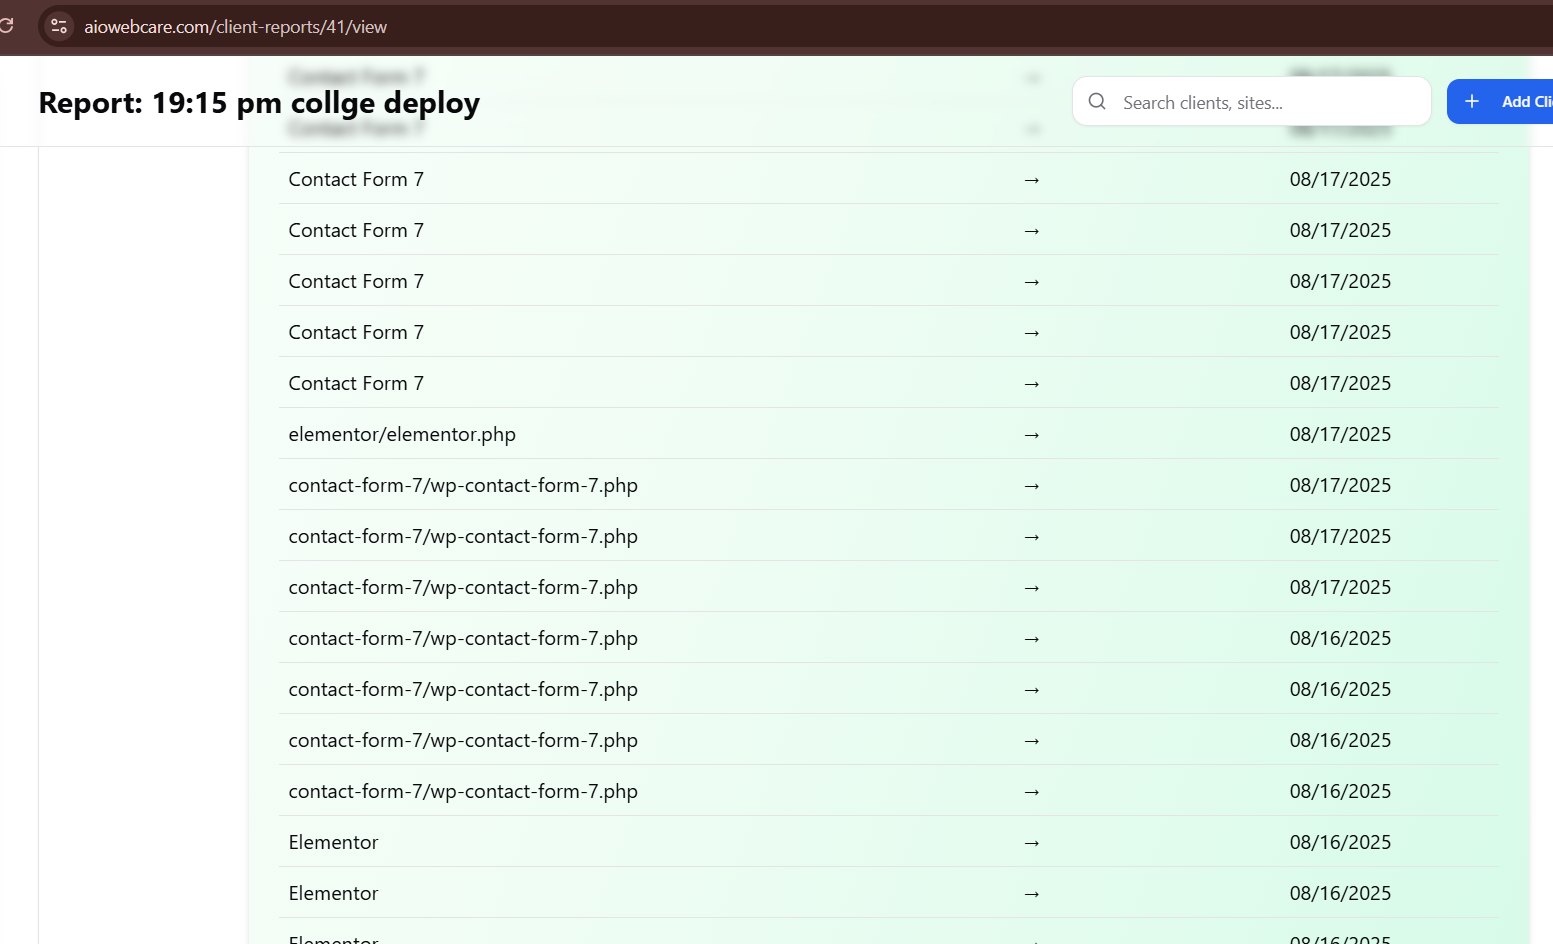 aiowebcare.com/client-reports/41/view
Contact Form 7 →
Report: 19:15 pm collge deploy
Search clients, sites...
+ Add Cli
Contact Form 7 →
Contact Form 7 → 08/17/2025
Contact Form 7 → 08/17/2025
Contact Form 7 → 08/17/2025
Contact Form 7 → 08/17/2025
Contact Form 7 → 08/17/2025
elementor/elementor.php → 08/17/2025
contact-form-7/wp-contact-form-7.php → 08/17/2025
contact-form-7/wp-contact-form-7.php → 08/17/2025
contact-form-7/wp-contact-form-7.php → 08/17/2025
contact-form-7/wp-contact-form-7.php → 08/16/2025
contact-form-7/wp-contact-form-7.php → 08/16/2025
contact-form-7/wp-contact-form-7.php → 08/16/2025
contact-form-7/wp-contact-form-7.php → 08/16/2025
Elementor → 08/16/2025
Elementor → 08/16/2025
Elementor 08/16/2025